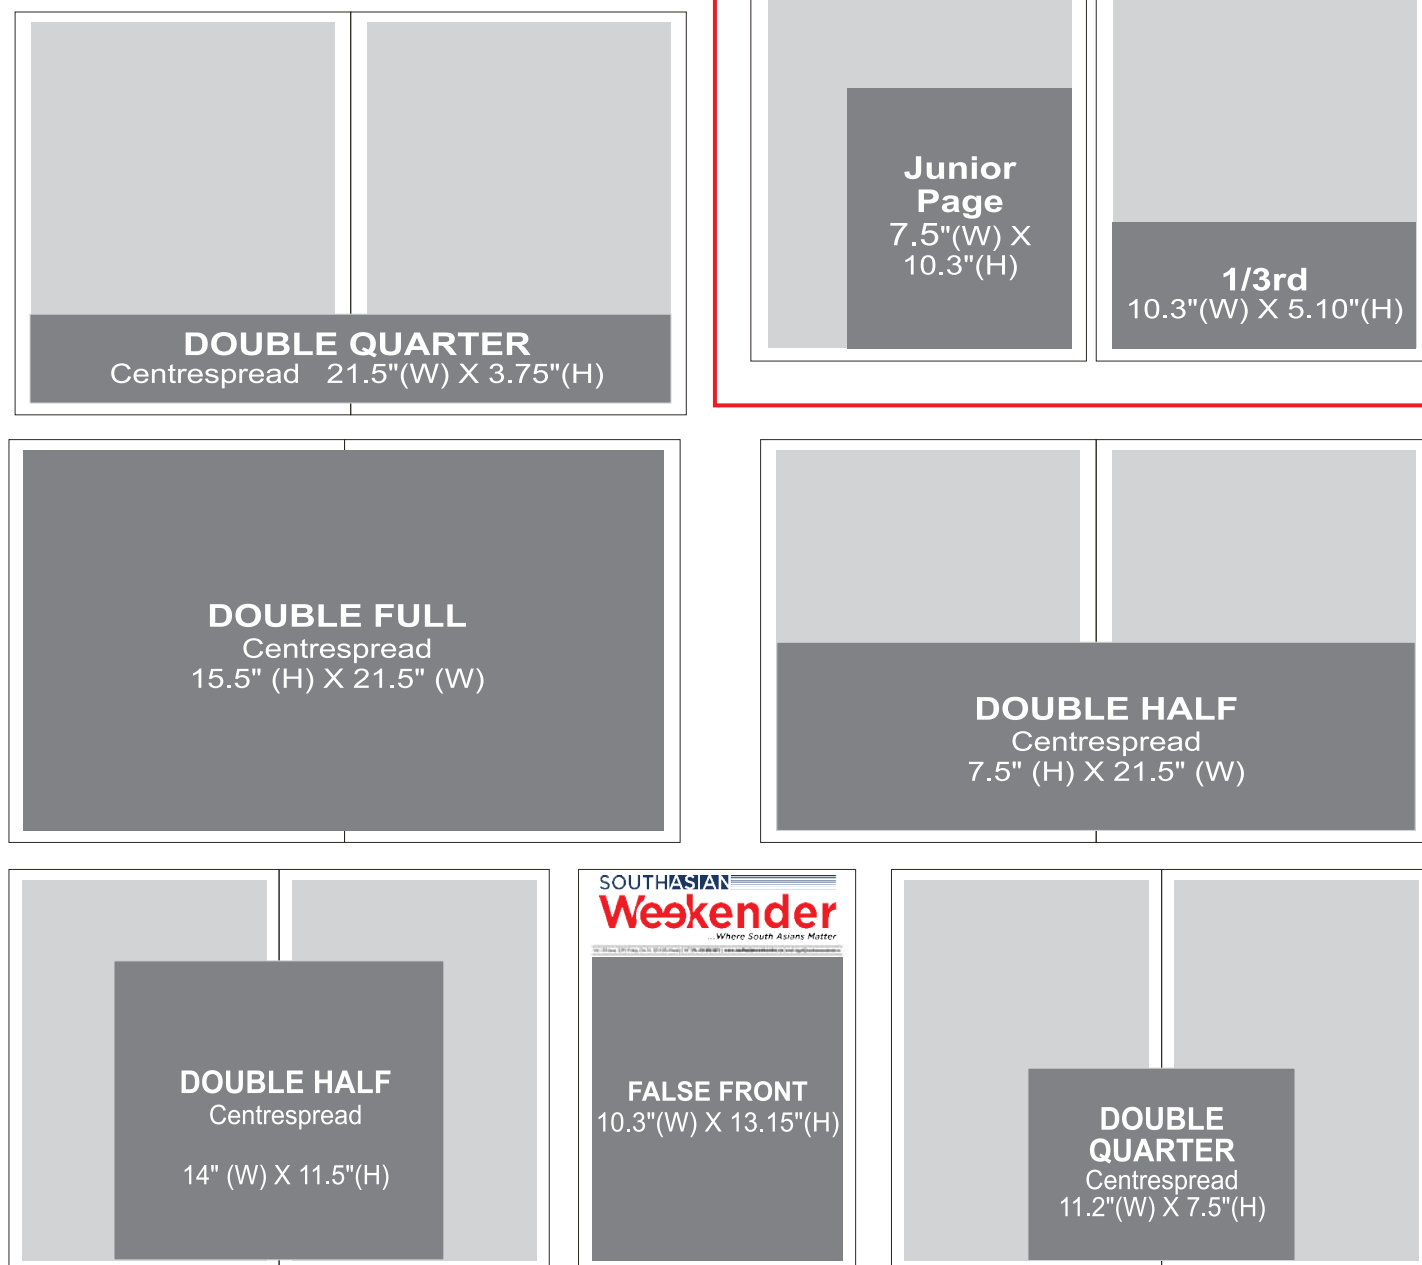 DOUBLE QUARTER
Centrespread 21.5"(W) X 3.75"(H)
Junior
Page
7.5"(W) X
10.3"(H)
1/3rd
10.3"(W) X 5.10"(H)
DOUBLE FULL
Centrespread
15.5" (H) X 21.5" (W)
DOUBLE HALF
Centrespread
7.5" (H) X 21.5" (W)
DOUBLE HALF
Centrespread
14" (W) X 11.5"(H)
SOUTHASIAN
Weekender
...Where South Asians Matter
FALSE FRONT
10.3"(W) X 13.15"(H)
DOUBLE
QUARTER
Centrespread
11.2"(W) X 7.5"(H)